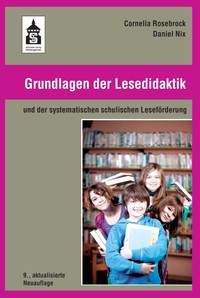 Cornelia Rosebrock
Daniel Nix
Grundlagen der Lesedidaktik
und der systematischen schulischen Leseförderung
9., aktualisierte
Neuauflage